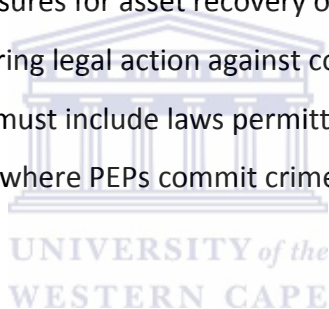 sures for asset recovery o
ring legal action against co
must include laws permitt
where PEPs commit crime
UNIVERSITY of the
WESTERN CAPE